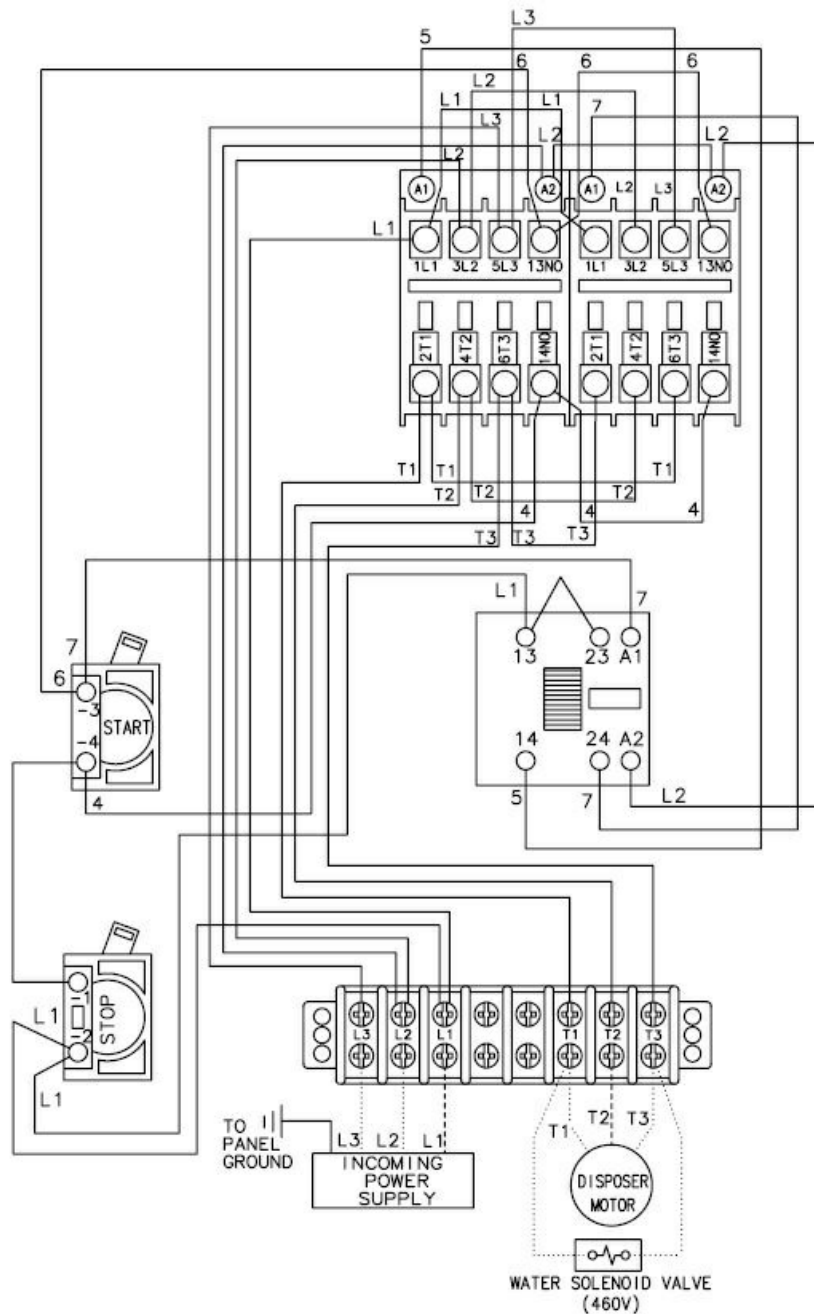 5
L3
6
6
6
L2
7
L1
L1
L3
L2
L2
L2
A1
A2
A1
L2
L3
A2
L1
1L1
3L2
5L3
13NO
1L1
3L2
5L3
13NO
2T1
4T2
6T3
14NO
2T1
4T2
6T3
14NO
T1
T1
T1
T2
T2
T2
4
4
4
T3
T3
T3
L1
7
7
6
13
23
A1
-3
START
-4
14
24
A2
4
5
7
L2
-1
L1
STOP
-2
L1
L3
L2
L1
T1
T2
T3
TO
PANEL
GROUND
L3
L2
L1
T1
T2
T3
INCOMING
POWER
SUPPLY
DISPOSER
MOTOR
WATER SOLENOID VALVE
(460V)